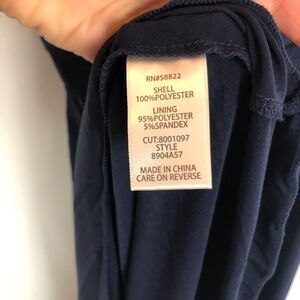 RN#58822
SHELL
100%POLYESTER
LINING
95%POLYESTER
5%SPANDEX
CUT:8001097
STYLE
8904A57
MADE IN CHINA
CARE ON REVERSE